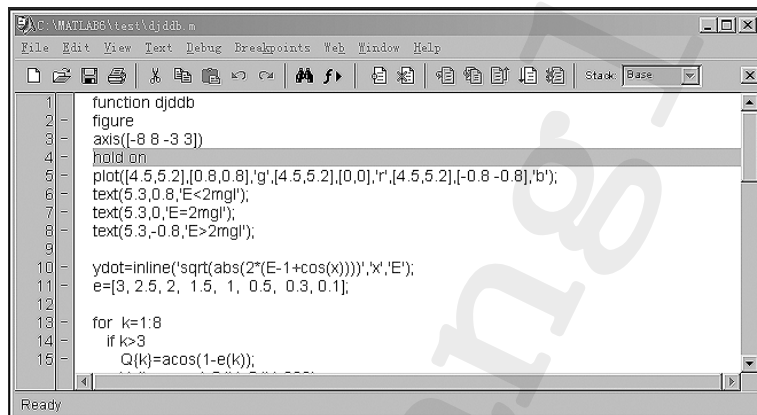 C:\MATLAB6\test\djddb.m
File Edit View Text Debug Breakpoints Web Window Help
Stack: Base
1 function djddb
2 - figure
3 - axis([-8 8 -3 3])
4 - hold on
5 - plot([4.5,5.2],[0.8,0.8],'g',[4.5,5.2],[0,0],'r',[4.5,5.2],[-0.8 -0.8],'b');
6 - text(5.3,0.8,'E<2mgl');
7 - text(5.3,0,'E=2mgl');
8 - text(5.3,-0.8,'E>2mgl');
9
10 - ydot=inline('sqrt(abs(2*(E-1+cos(x))))','x','E');
11 - e=[3, 2.5, 2, 1.5, 1, 0.5, 0.3, 0.1];
12
13 - for k=1:8
14 - if k>3
15 - Q{k}=acos(1-e(k));
Ready